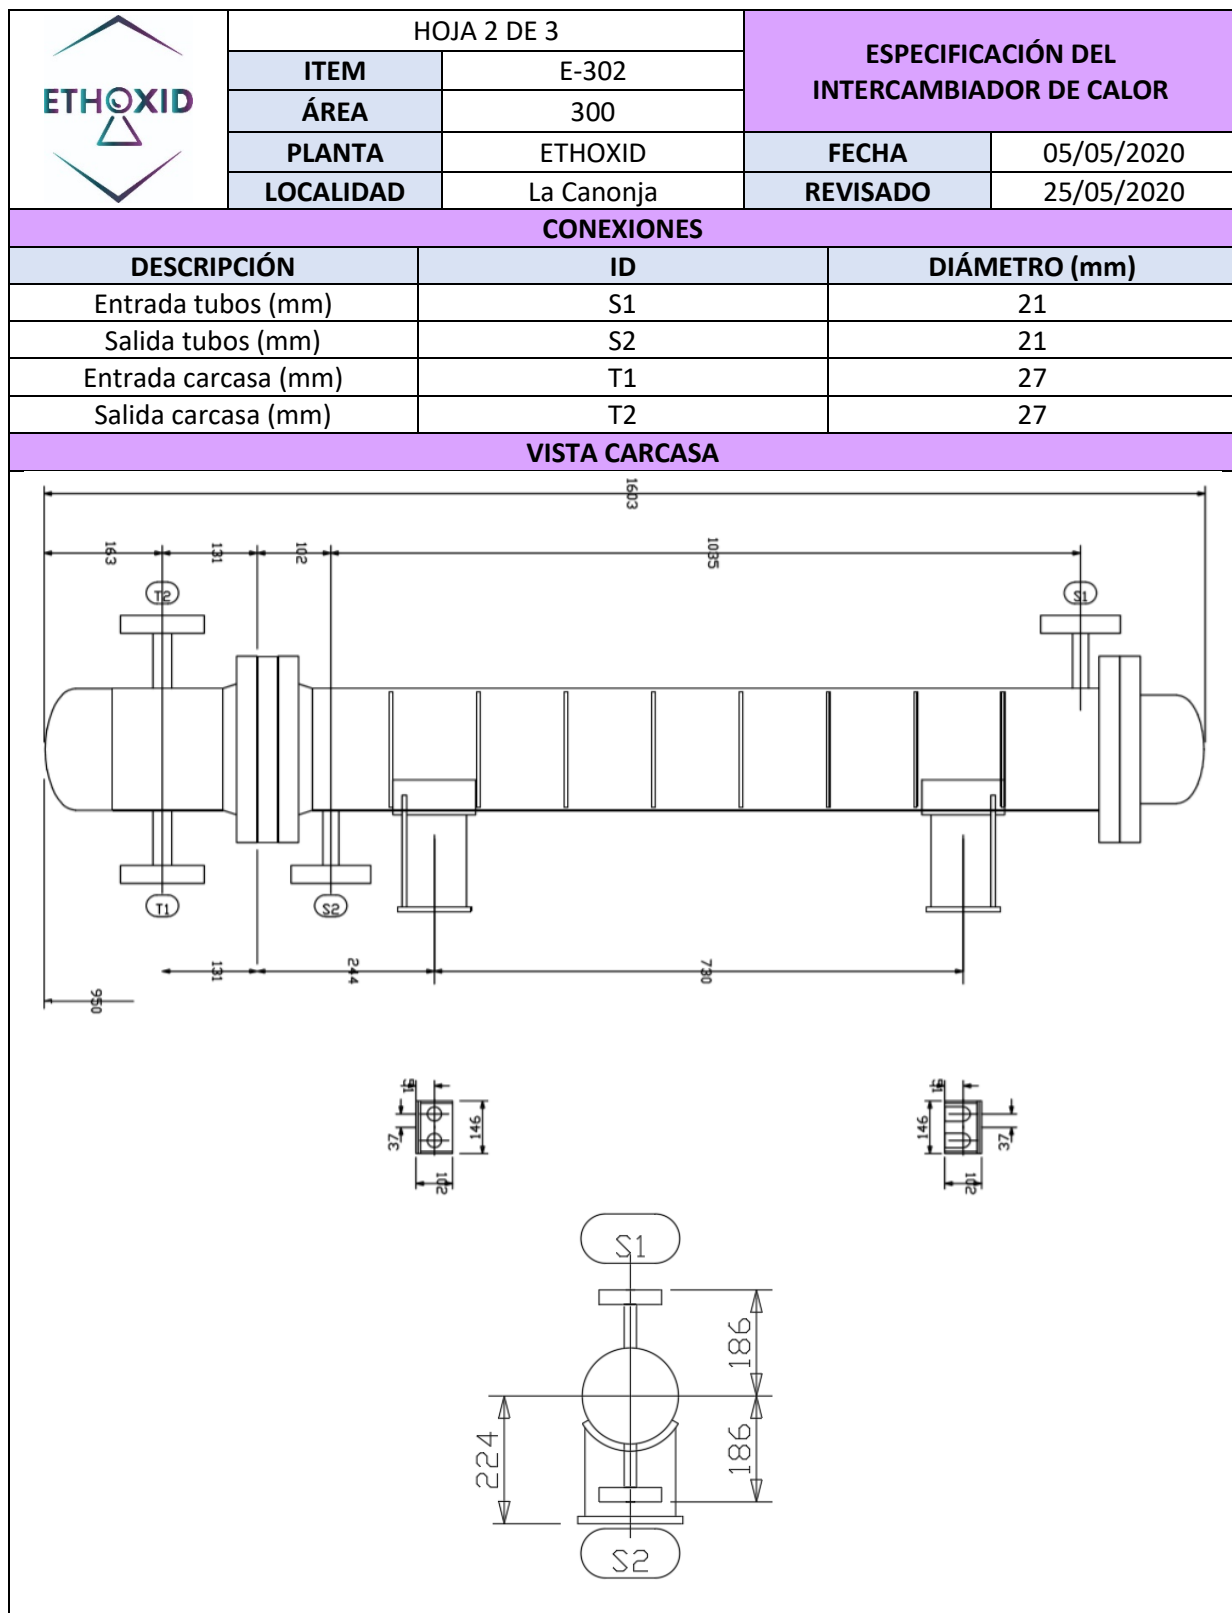 ETHOXID
HOJA 2 DE 3
ITEM E-302
ÁREA 300
PLANTA ETHOXID
LOCALIDAD La Canonja
ESPECIFICACIÓN DEL
INTERCAMBIADOR DE CALOR
FECHA 05/05/2020
REVISADO 25/05/2020
CONEXIONES
DESCRIPCIÓN ID DIÁMETRO (mm)
Entrada tubos (mm) S1 21
Salida tubos (mm) S2 21
Entrada carcasa (mm) T1 27
Salida carcasa (mm) T2 27
VISTA CARCASA
1603
163 131 102 1035
T2 S1
T1 S2
131 244 730
950
37 146 102
146 37 102
S1
186
224 186
S2